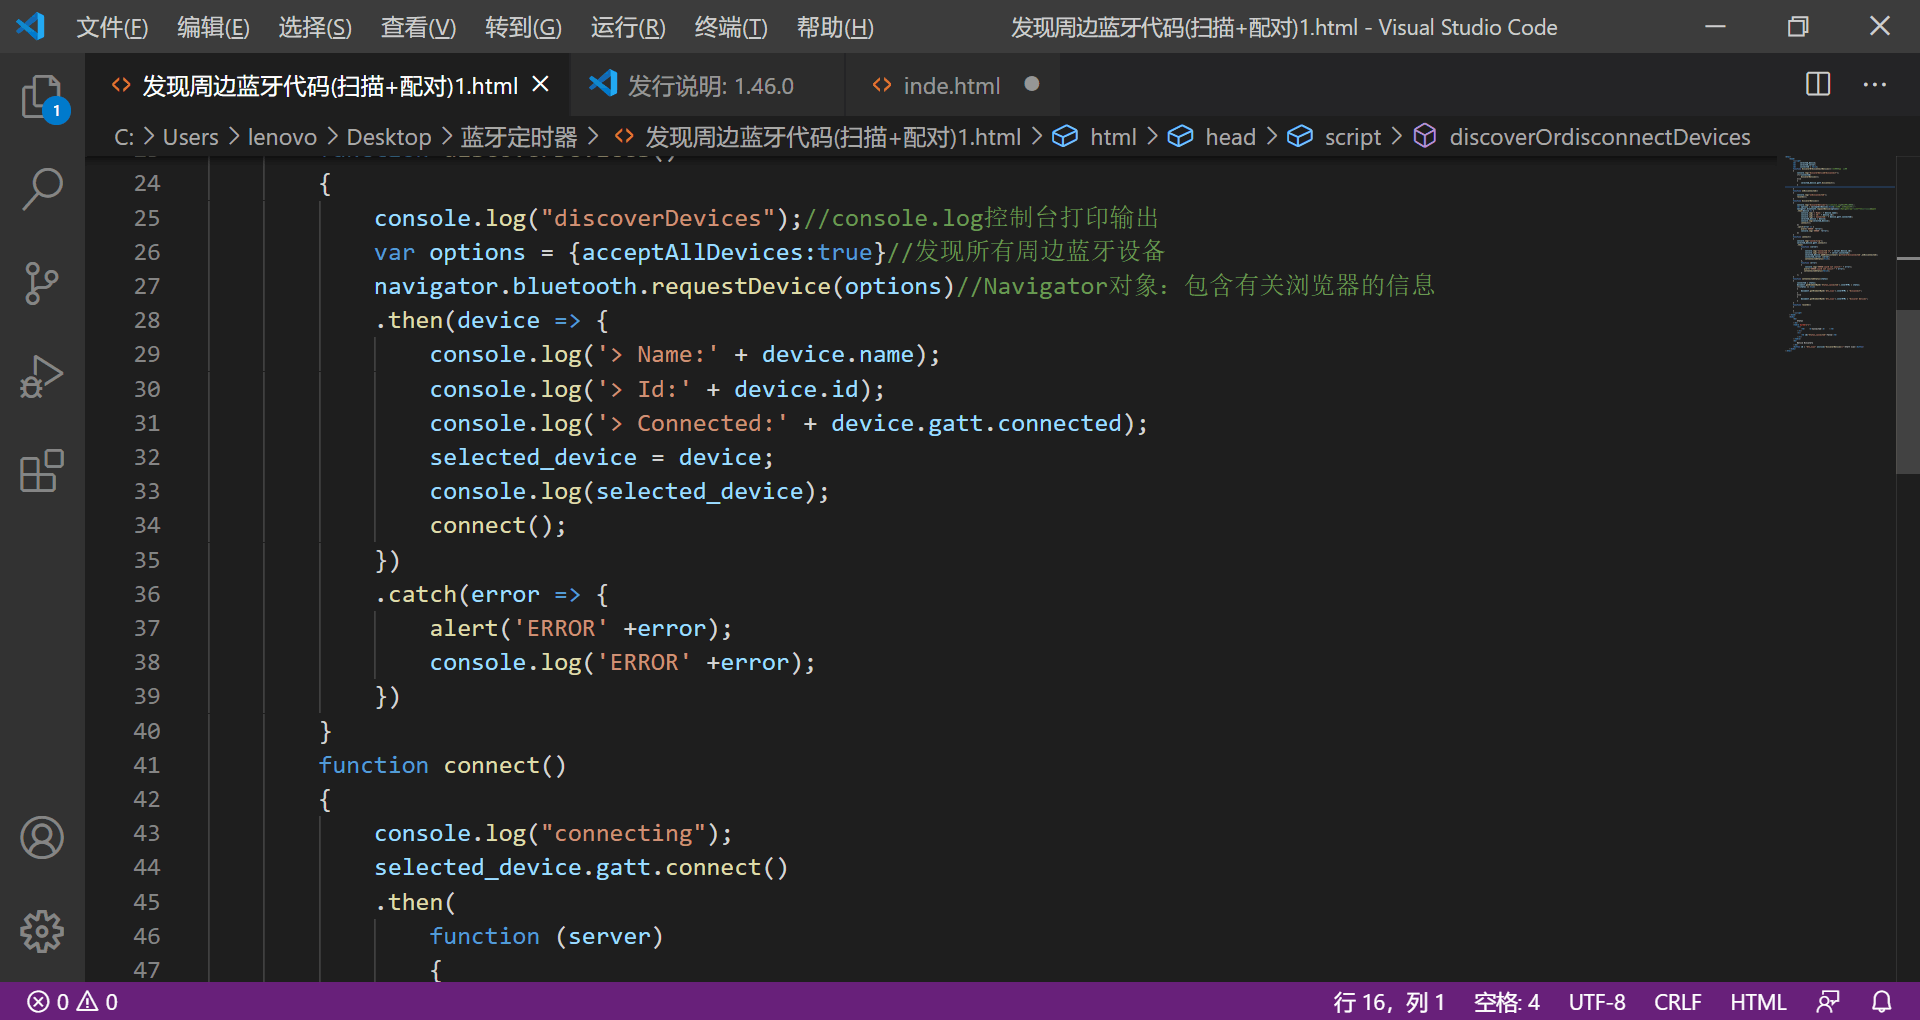 文件(F) 编辑(E) 选择(S) 查看(V) 转到(G) 运行(R) 终端(T) 帮助(H) 发现周边蓝牙代码(扫描+配对)1.html - Visual Studio Code
1
<> 发现周边蓝牙代码(扫描+配对)1.html 发行说明: 1.46.0 <> inde.html
C: > Users > lenovo > Desktop > 蓝牙定时器 > <> 发现周边蓝牙代码(扫描+配对)1.html > html > head > script > discoverOrdisconnectDevices
24 {
25 console.log("discoverDevices");//console.log控制台打印输出
26 var options = {acceptAllDevices:true}//发现所有周边蓝牙设备
27 navigator.bluetooth.requestDevice(options)//Navigator对象：包含有关浏览器的信息
28 .then(device => {
29 console.log('> Name:' + device.name);
30 console.log('> Id:' + device.id);
31 console.log('> Connected:' + device.gatt.connected);
32 selected_device = device;
33 console.log(selected_device);
34 connect();
35 })
36 .catch(error => {
37 alert('ERROR' +error);
38 console.log('ERROR' +error);
39 })
40 }
41 function connect()
42 {
43 console.log("connecting");
44 selected_device.gatt.connect()
45 .then(
46 function (server)
47 {
0 0 行 16，列 1 空格: 4 UTF-8 CRLF HTML